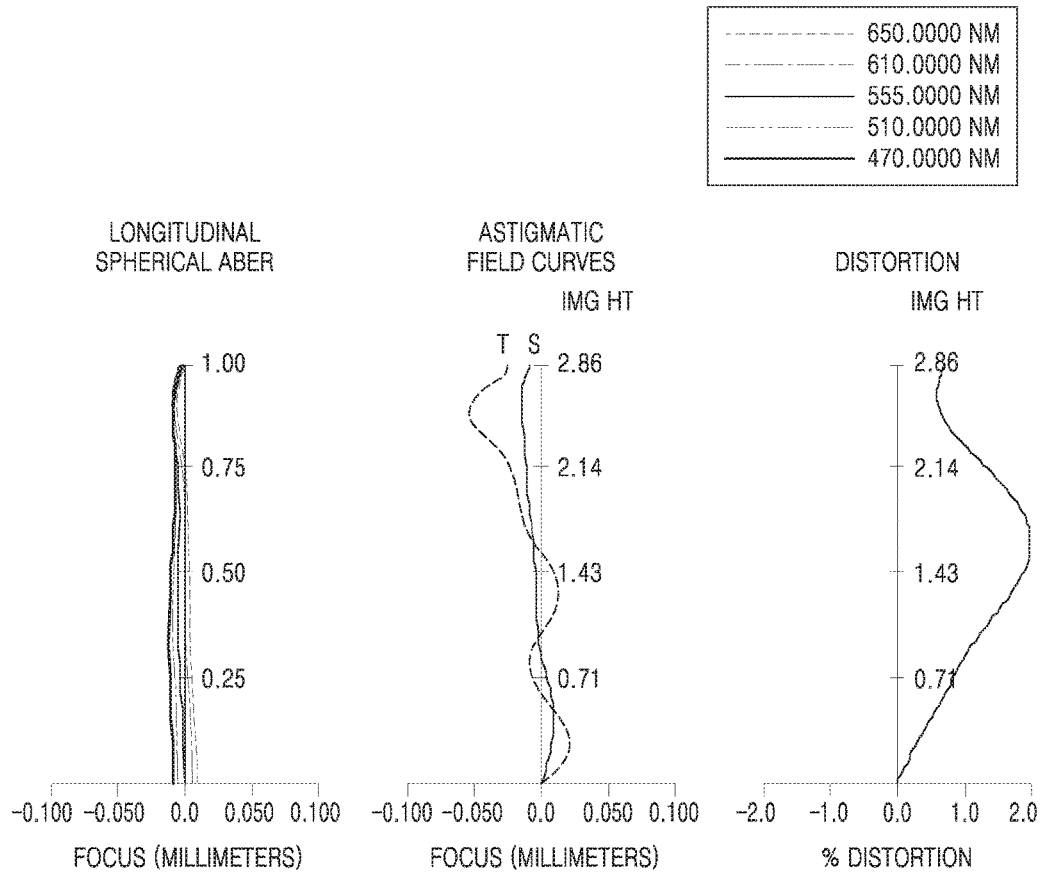 650.0000 NM
610.0000 NM
555.0000 NM
510.0000 NM
470.0000 NM
LONGITUDINAL
SPHERICAL ABER
1.00
0.75
0.50
0.25
-0.100 -0.050 0.0 0.050 0.100
FOCUS (MILLIMETERS)
ASTIGMATIC
FIELD CURVES
IMG HT
T S
2.86
2.14
1.43
0.71
-0.100 -0.050 0.0 0.050 0.100
FOCUS (MILLIMETERS)
DISTORTION
IMG HT
2.86
2.14
1.43
0.71
-2.0 -1.0 0.0 1.0 2.0
% DISTORTION